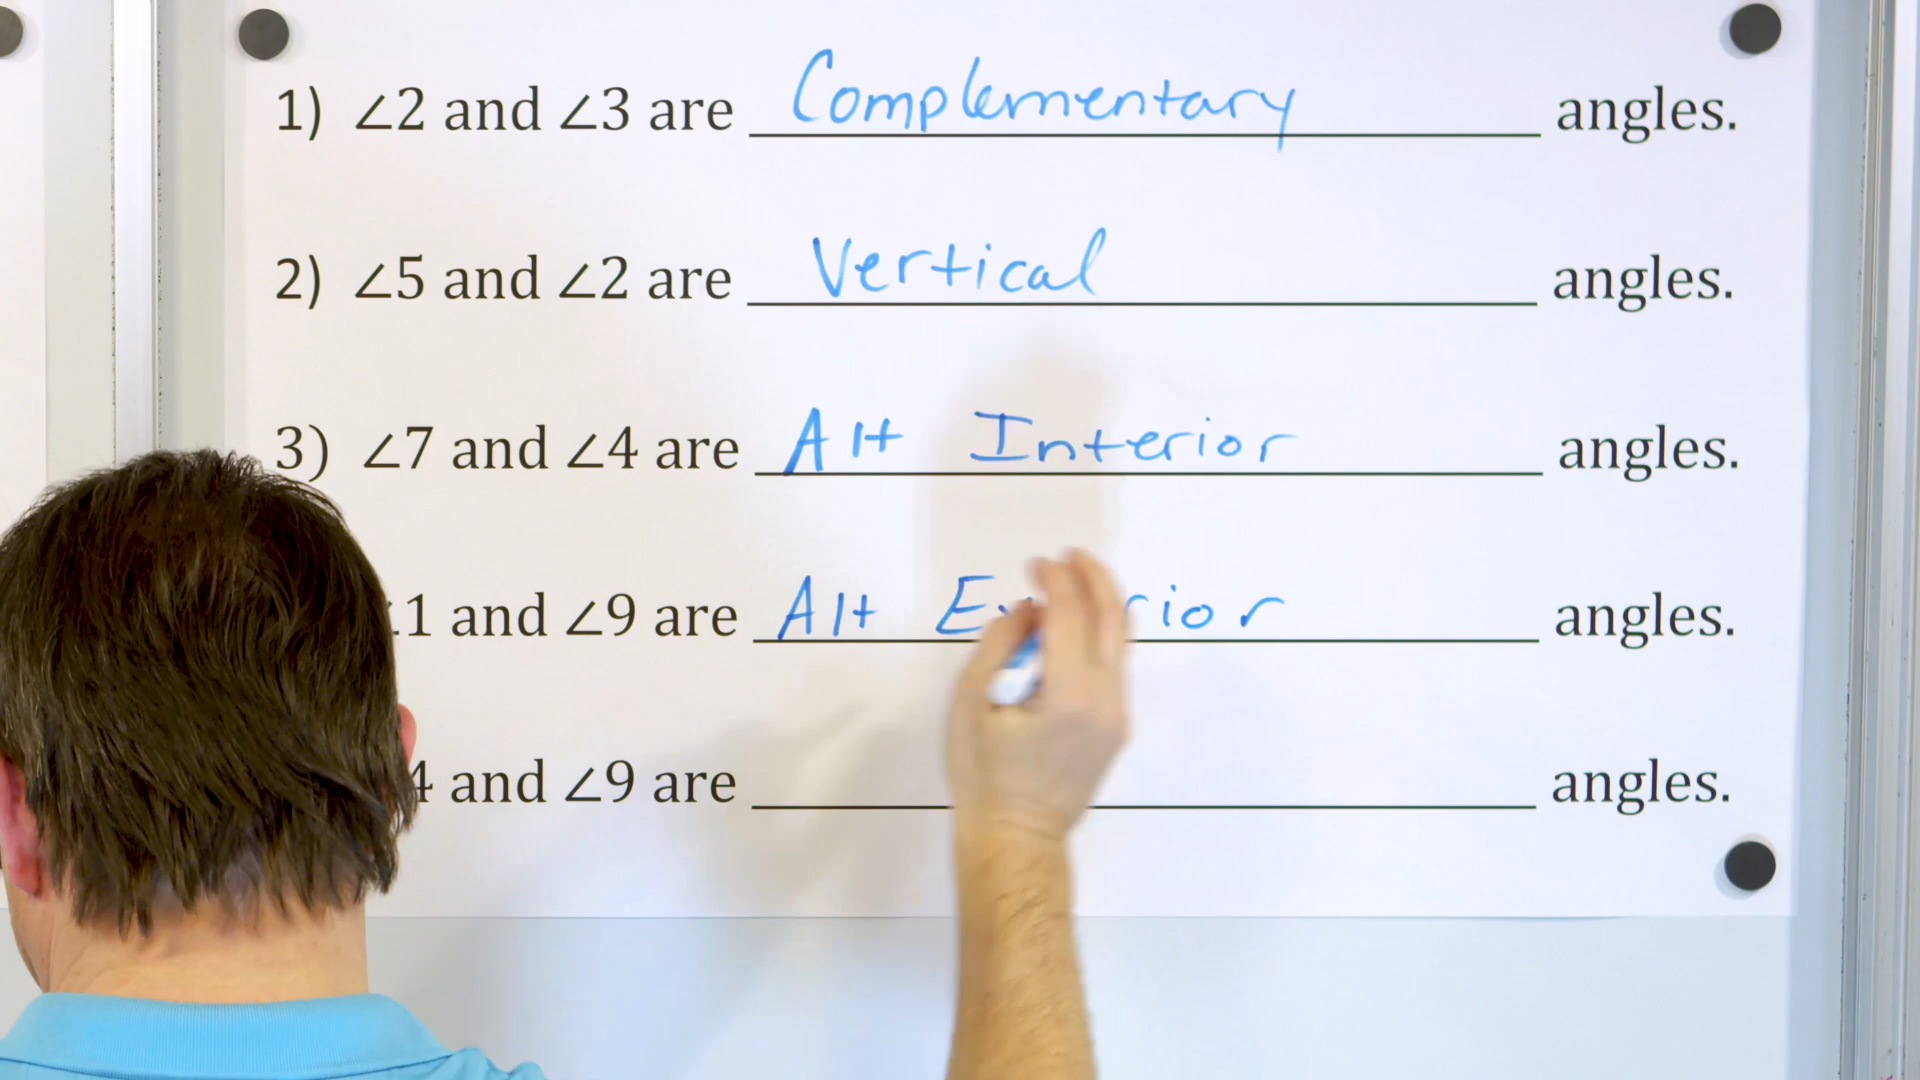 1) ∠2 and ∠3 are Complementary angles.
2) ∠5 and ∠2 are Vertical angles.
3) ∠7 and ∠4 are Alt Interior angles.
1 and ∠9 are Alt angles.
4 and ∠9 are angles.